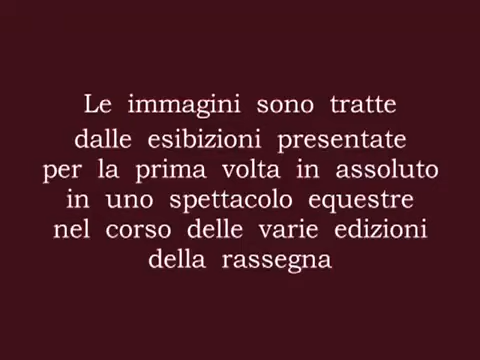 Le immagini sono tratte
dalle esibizioni presentate
per la prima volta in assoluto
in uno spettacolo equestre
nel corso delle varie edizioni
della rassegna